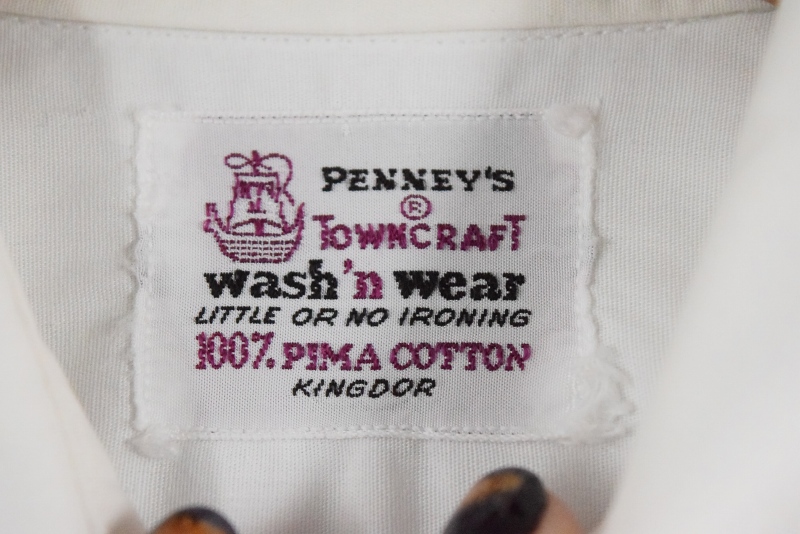 PENNEY'S
®
TOWNCRAFT
wash'n wear
LITTLE OR NO IRONING
100% PIMA COTTON
KINGDOR